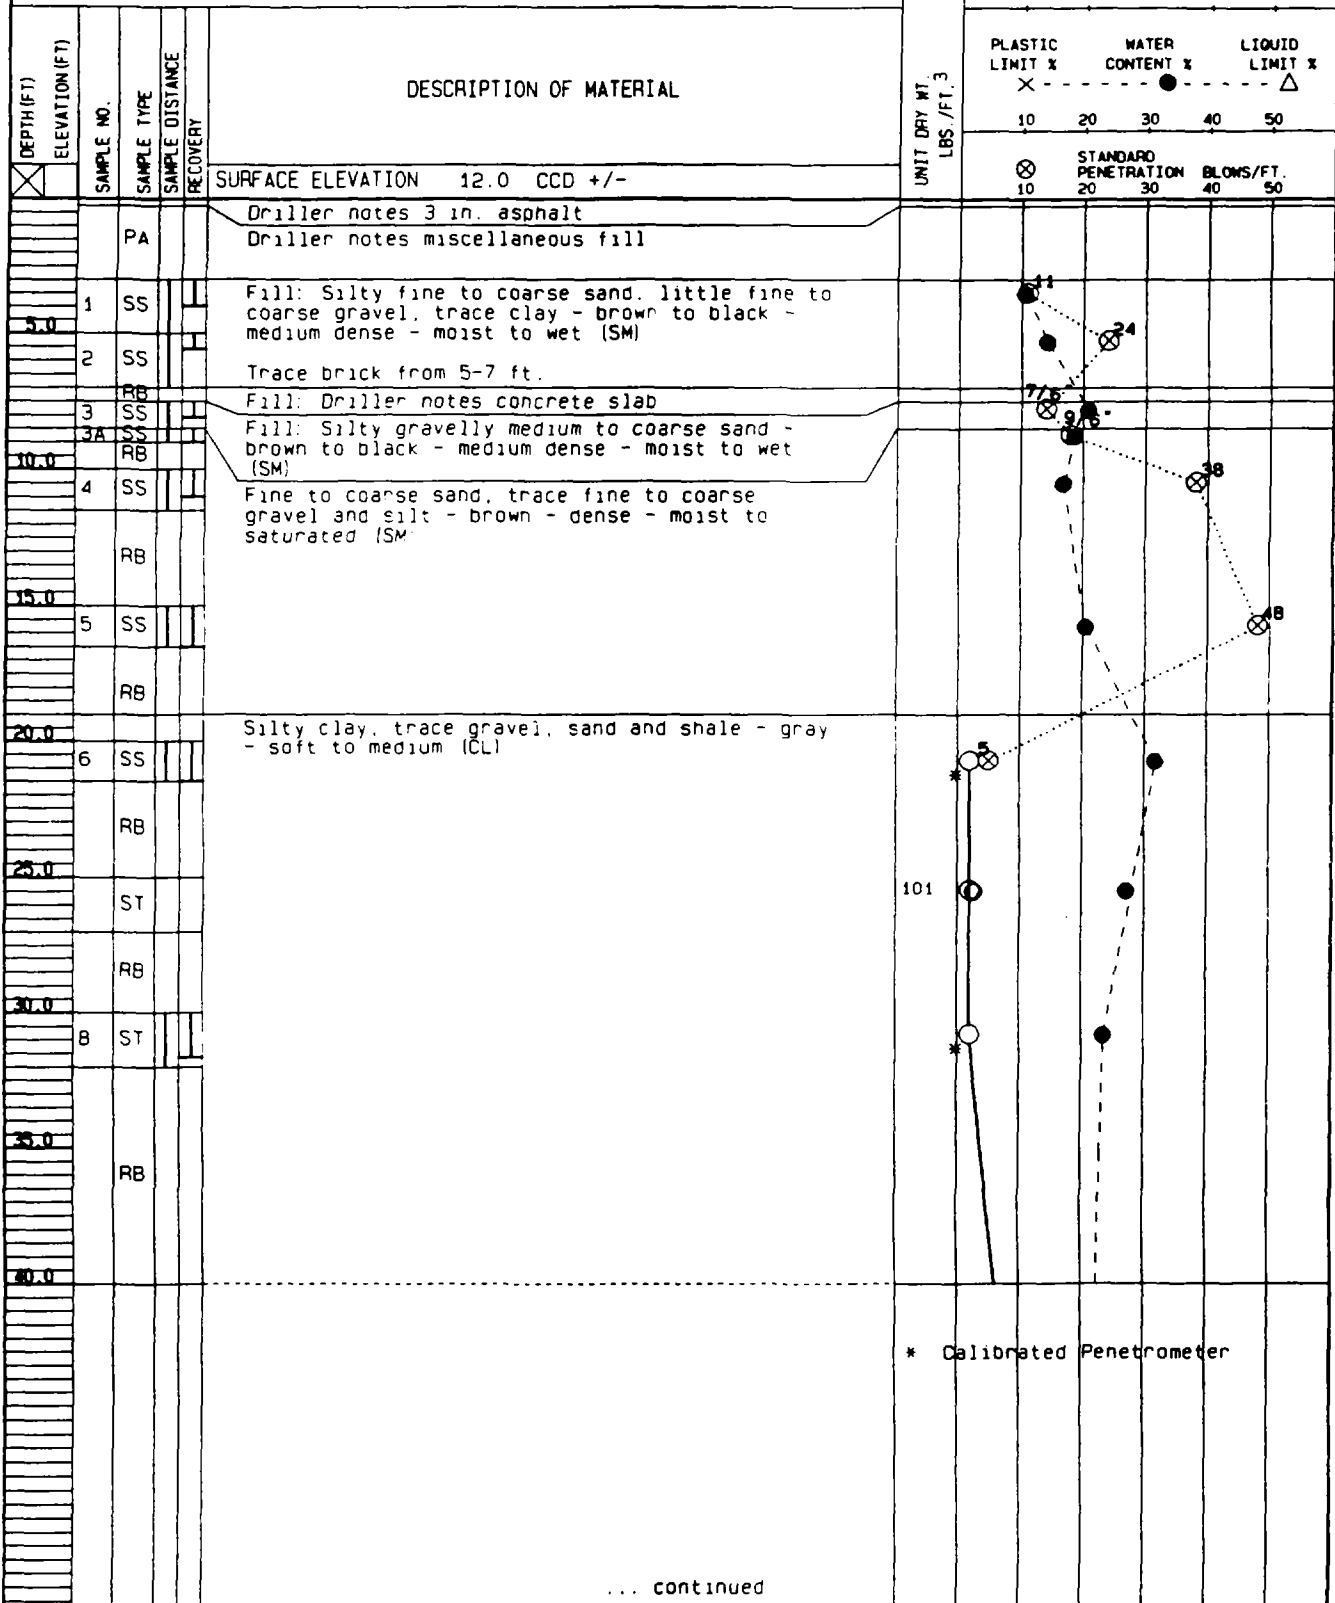 DEPTH (FT)
ELEVATION (FT)
SAMPLE NO.
SAMPLE TYPE
SAMPLE DISTANCE
RECOVERY
DESCRIPTION OF MATERIAL
SURFACE ELEVATION 12.0 CCD +/-
UNIT DRY WT.
LBS./FT.3
PLASTIC LIMIT %
WATER CONTENT %
LIQUID LIMIT %
10 20 30 40 50
STANDARD
PENETRATION BLOWS/FT.
10 20 30 40 50
Driller notes 3 in. asphalt
PA
Driller notes miscellaneous fill
1 SS
Fill: Silty fine to coarse sand, little fine to
coarse gravel, trace clay - brown to black -
medium dense - moist to wet (SM)
11
5.0
2 SS
Trace brick from 5-7 ft.
24
RB
Fill: Driller notes concrete slab
3 SS
7/6"
3A SS
Fill: Silty gravelly medium to coarse sand -
brown to black - medium dense - moist to wet
(SM)
9/6"
RB
10.0
4 SS
Fine to coarse sand, trace fine to coarse
gravel and silt - brown - dense - moist to
saturated (SM
38
RB
15.0
5 SS
48
RB
20.0
Silty clay, trace gravel, sand and shale - gray
- soft to medium (CL)
6 SS
5
*
RB
25.0
ST
101
RB
30.0
8 ST
*
35.0
RB
40.0
* Calibrated Penetrometer
... continued